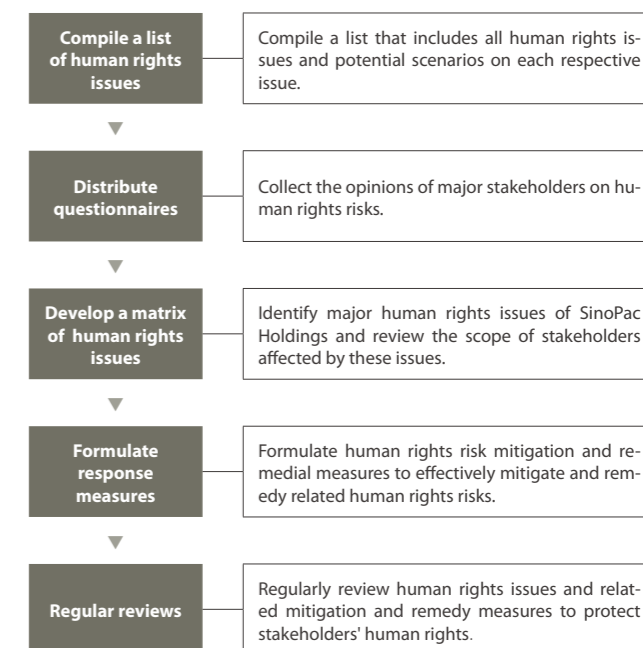 Compile a list
of human rights
issues
Compile a list that includes all human rights is-
sues and potential scenarios on each respective
issue.
Distribute
questionnaires
Collect the opinions of major stakeholders on hu-
man rights risks.
Develop a matrix
of human rights
issues
Identify major human rights issues of SinoPac
Holdings and review the scope of stakeholders
affected by these issues.
Formulate
response
measures
Formulate human rights risk mitigation and re-
medial measures to effectively mitigate and rem-
edy related human rights risks.
Regular reviews
Regularly review human rights issues and relat-
ed mitigation and remedy measures to protect
stakeholders' human rights.